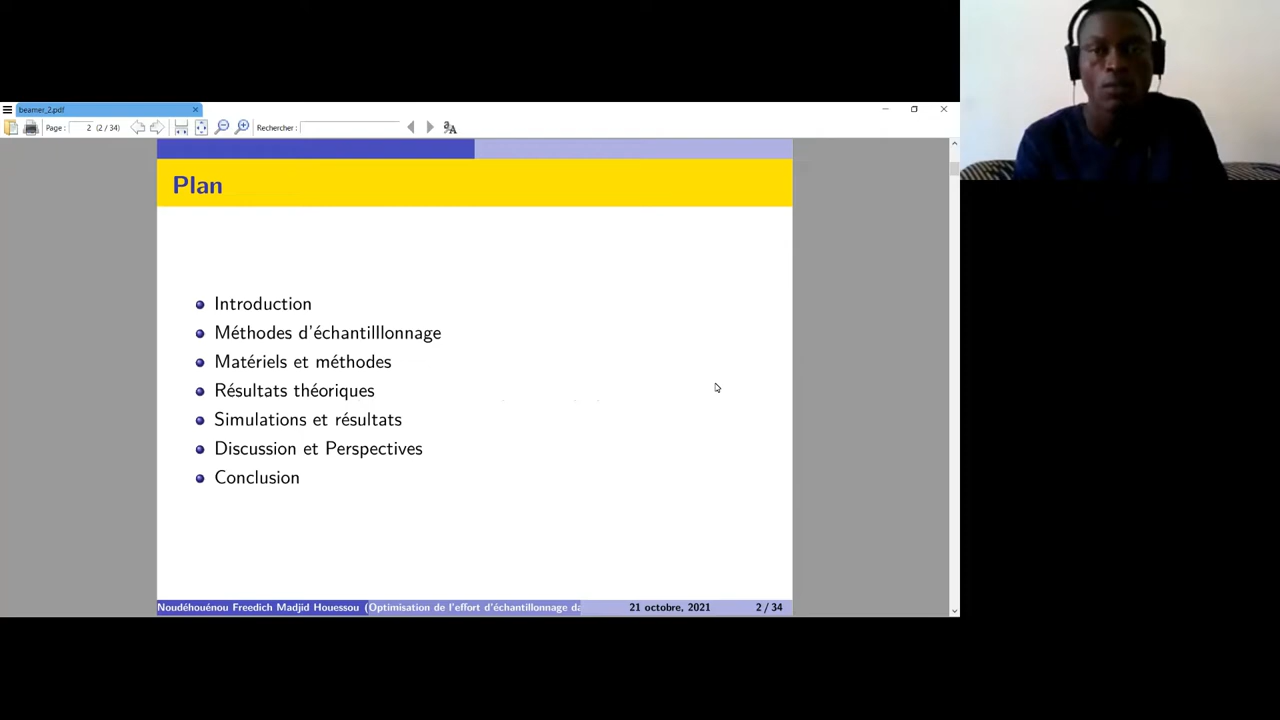 beamer_2.pdf
Page : 2 (2 / 34) Rechercher :
Plan
Introduction
Méthodes d'échantilllonnage
Matériels et méthodes
Résultats théoriques
Simulations et résultats
Discussion et Perspectives
Conclusion
Noudéhouénou Freedich Madjid Houessou (Optimisation de l'effort d'échantillonnage da 21 octobre, 2021 2 / 34